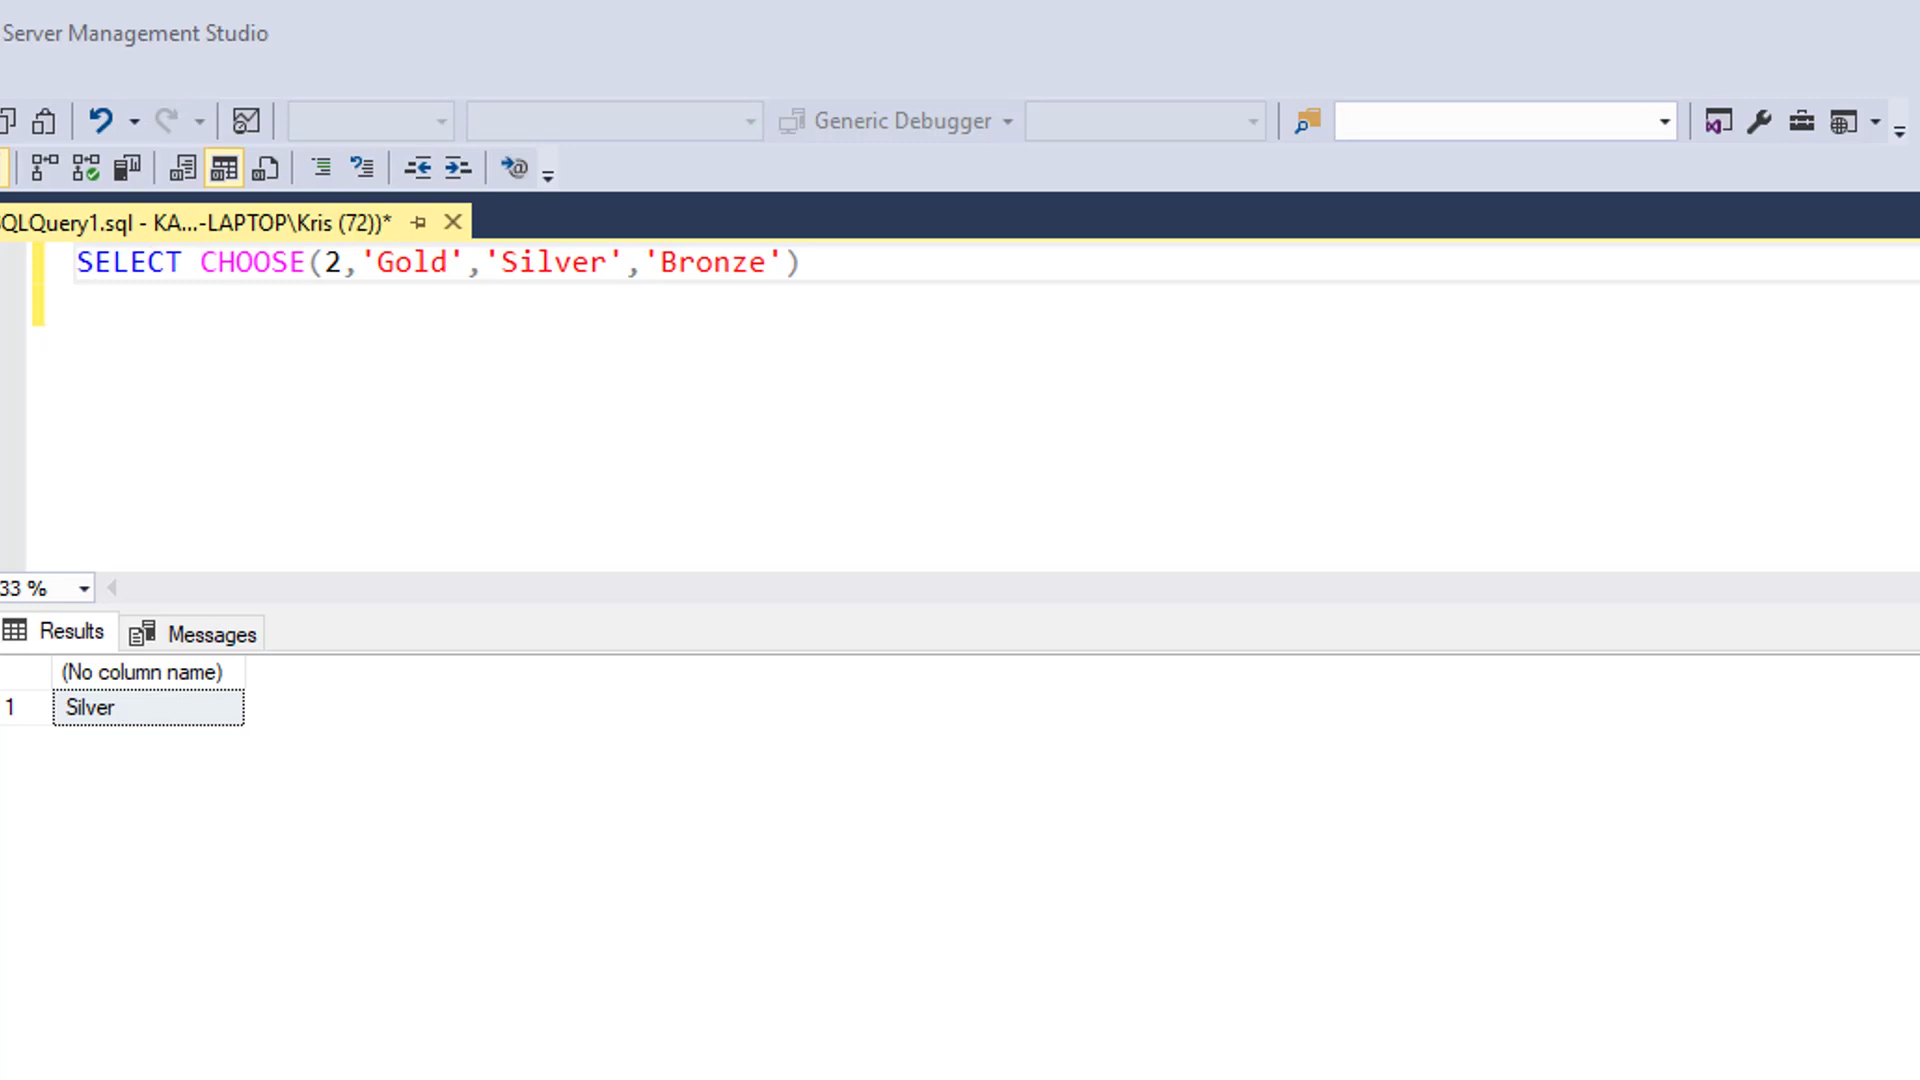 Server Management Studio
Generic Debugger
QLQuery1.sql - KA...-LAPTOP\Kris (72))*
SELECT CHOOSE(2,'Gold','Silver','Bronze')
33 %
Results
Messages
(No column name)
1 Silver